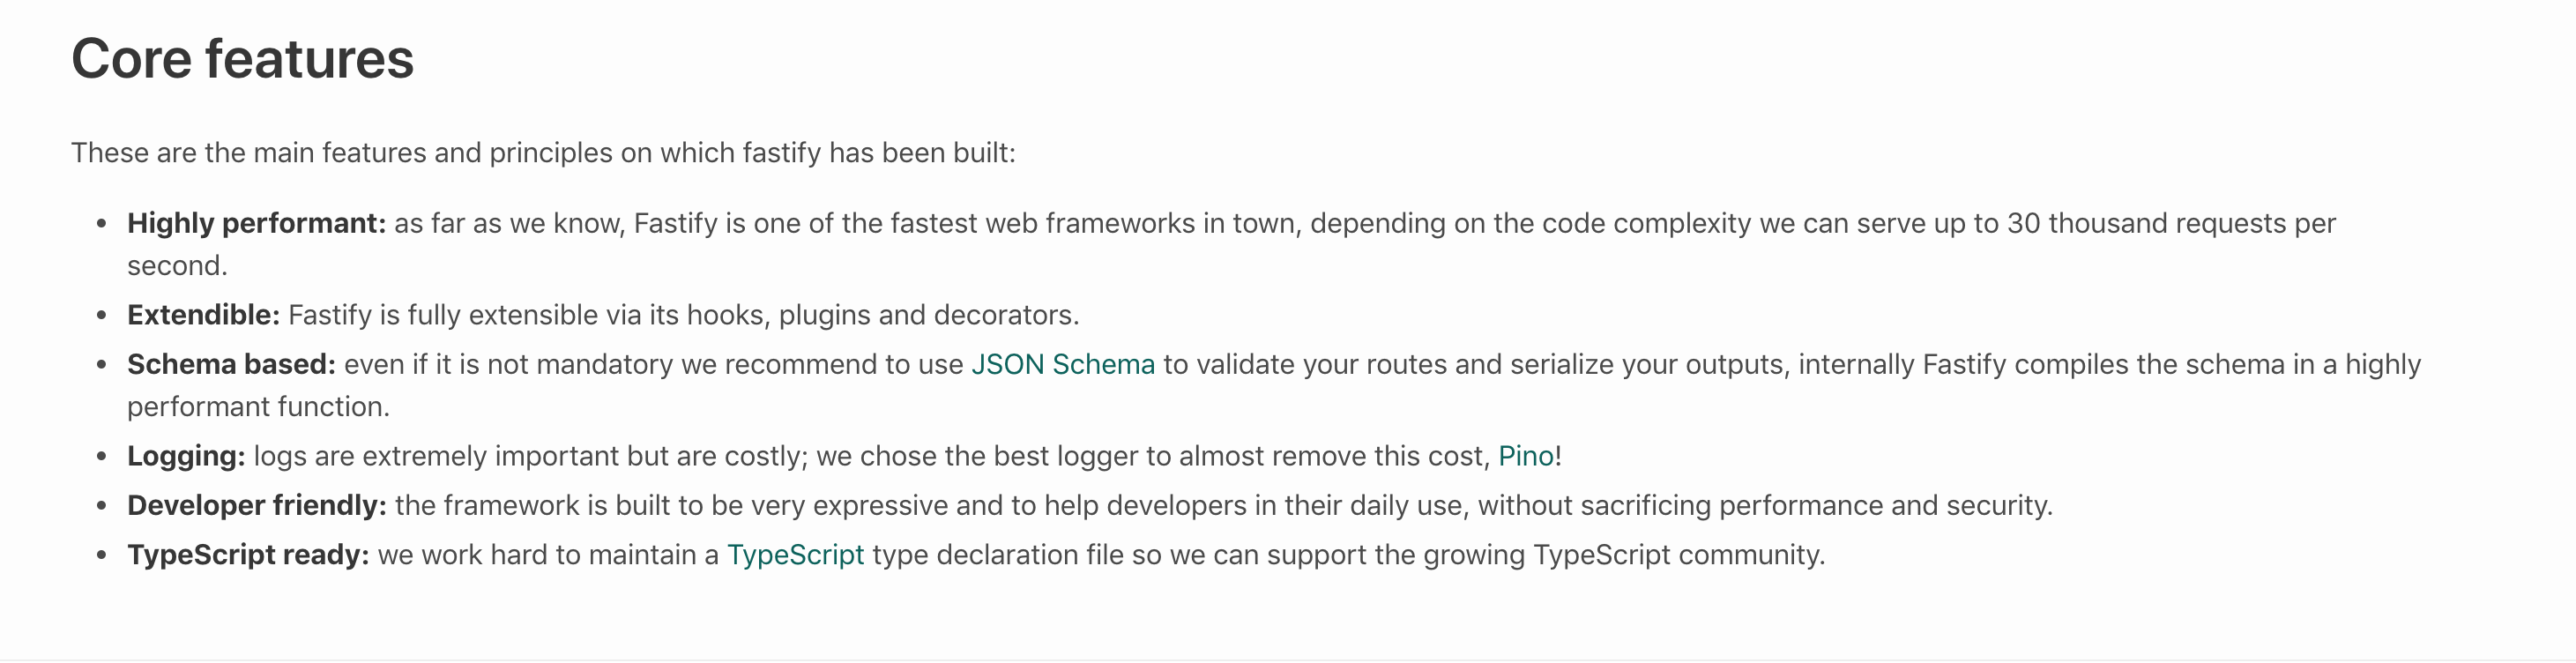 Core features
These are the main features and principles on which fastify has been built:
• Highly performant: as far as we know, Fastify is one of the fastest web frameworks in town, depending on the code complexity we can serve up to 30 thousand requests per
second.
• Extendible: Fastify is fully extensible via its hooks, plugins and decorators.
• Schema based: even if it is not mandatory we recommend to use JSON Schema to validate your routes and serialize your outputs, internally Fastify compiles the schema in a highly
performant function.
• Logging: logs are extremely important but are costly; we chose the best logger to almost remove this cost, Pino!
• Developer friendly: the framework is built to be very expressive and to help developers in their daily use, without sacrificing performance and security.
• TypeScript ready: we work hard to maintain a TypeScript type declaration file so we can support the growing TypeScript community.